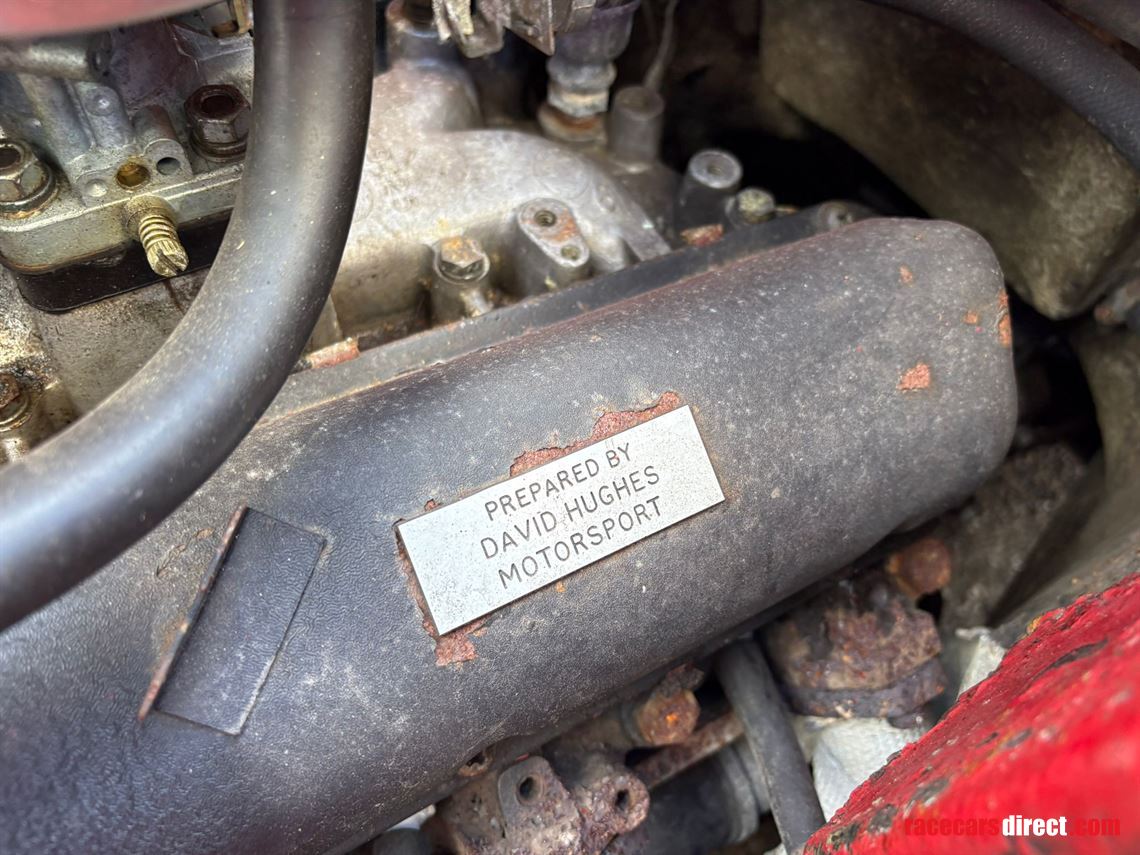 PREPARED BY
DAVID HUGHES
MOTORSPORT
racecarsdirect.com